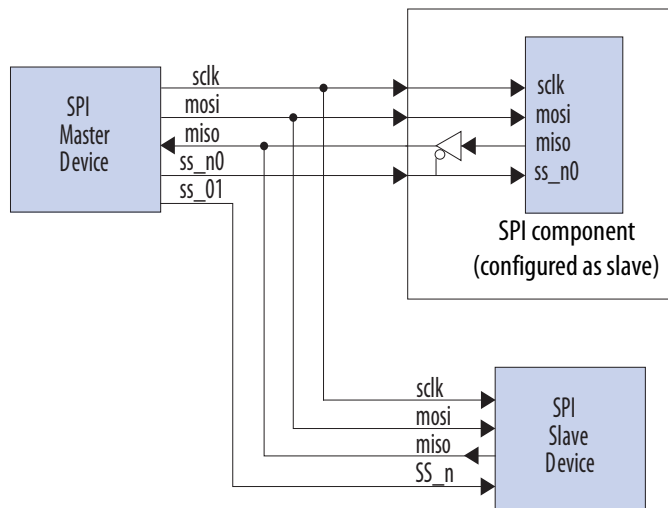 SPI
Master
Device
sclk
mosi
miso
ss_n0
ss_01
sclk
mosi
miso
ss_n0
SPI component
(configured as slave)
sclk
mosi
miso
SS_n
SPI
Slave
Device